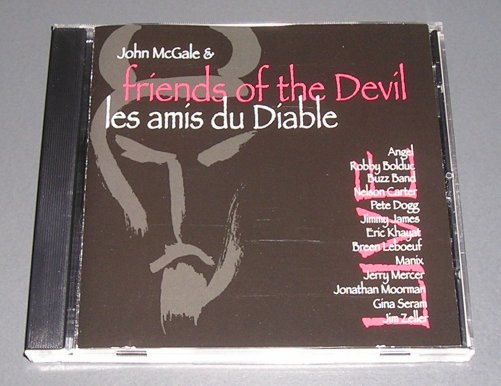 John McGale &
friends of the Devil
les amis du Diable
LIVE
Angel
Robby Bolduc
Buzz Band
Nelson Carter
Pete Dogg
Jimmy James
Eric Khayat
Breen Leboeuf
Manix
Jerry Mercer
Jonathan Moorman
Gina Seram
Jim Zeller